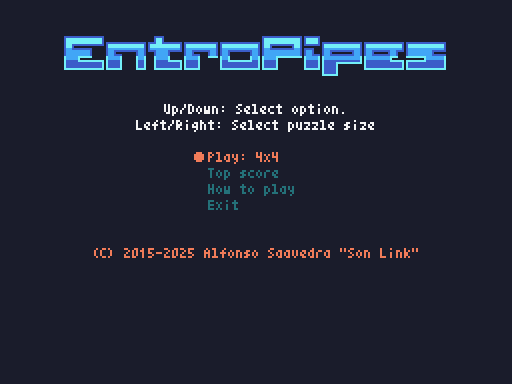 EntroPipes
Up/Down: Select option.
Left/Right: Select puzzle size
Play: 4x4
Top score
How to play
Exit
(C) 2015-2025 Alfonso Saavedra "Son Link"